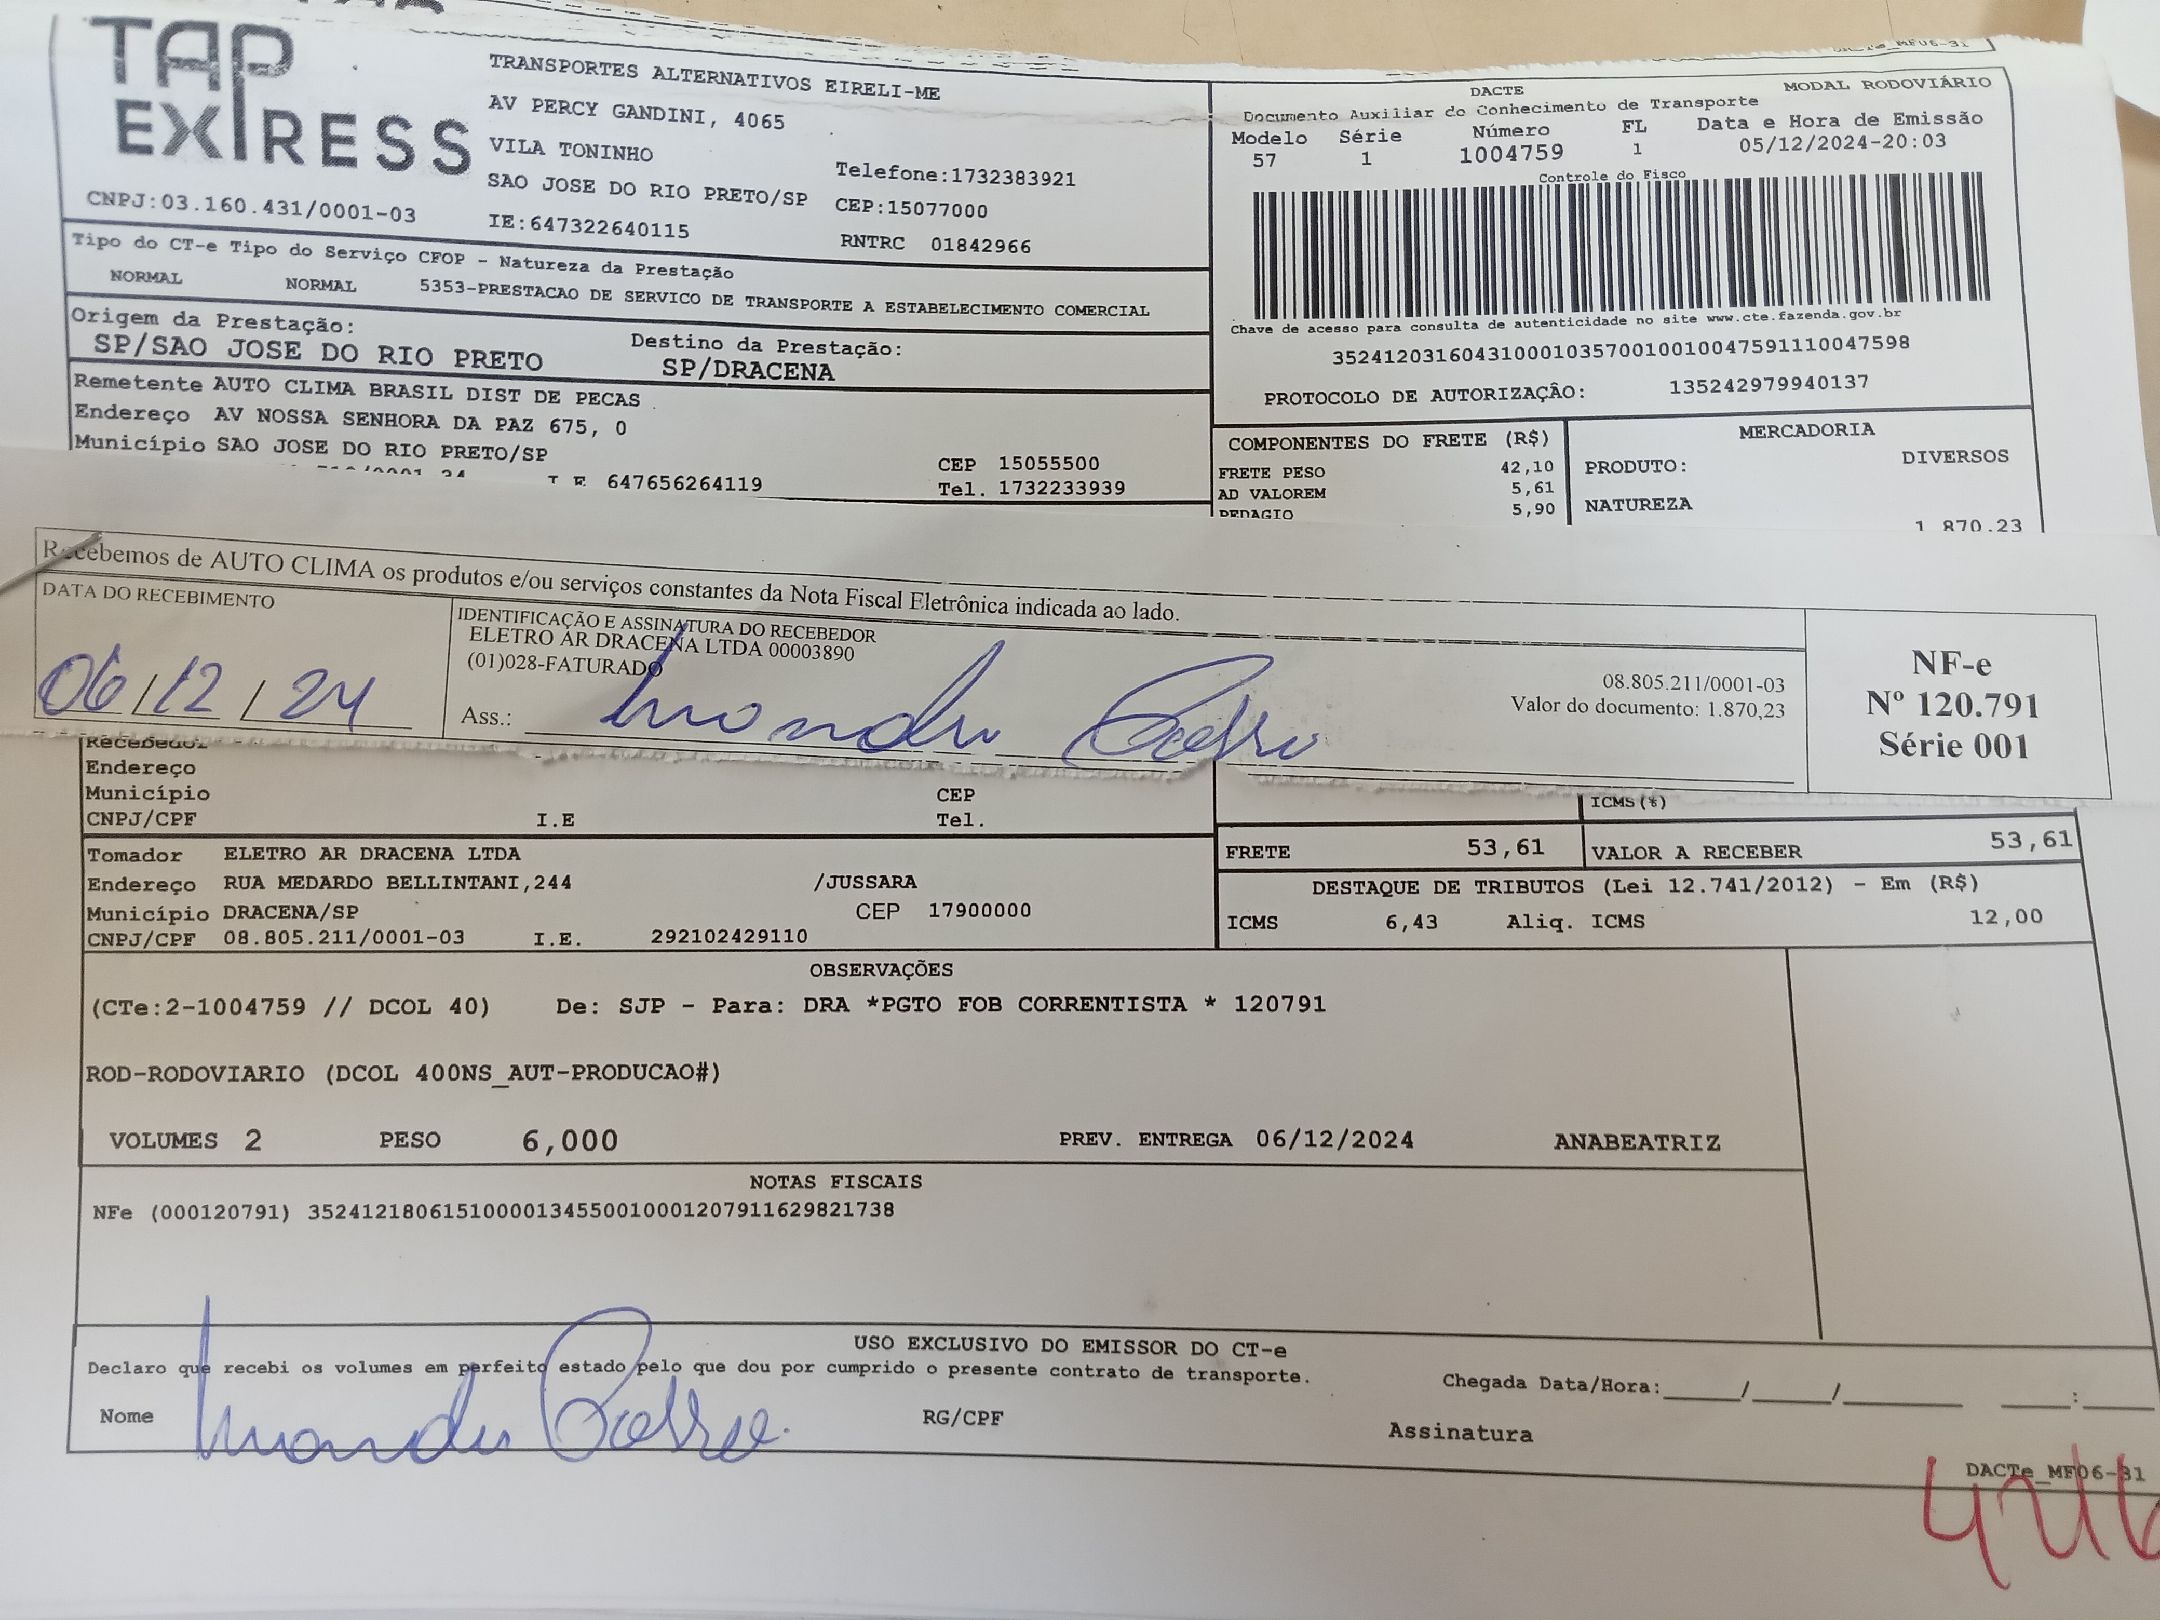 TAP EXPRESS
TRANSPORTES ALTERNATIVOS EIRELI-ME
AV PERCY GANDINI, 4065
VILA TONINHO
SAO JOSE DO RIO PRETO/SP
IE:647322640115
Telefone:1732383921
CEP:15077000
RNTRC 01842966
CNPJ:03.160.431/0001-03
DACTE MODAL RODOVIÁRIO
Documento Auxiliar do Conhecimento de Transporte
Modelo Série Número FL Data e Hora de Emissão
57 1 1004759 1 05/12/2024-20:03
Controle do Fisco
Chave de acesso para consulta de autenticidade no site www.cte.fazenda.gov.br
35241203160431000103570010010047591110047598
PROTOCOLO DE AUTORIZAÇÂO: 135242979940137
Tipo do CT-e Tipo do Serviço CFOP - Natureza da Prestação
NORMAL NORMAL 5353-PRESTACAO DE SERVICO DE TRANSPORTE A ESTABELECIMENTO COMERCIAL
Origem da Prestação: Destino da Prestação:
SP/SAO JOSE DO RIO PRETO SP/DRACENA
Remetente AUTO CLIMA BRASIL DIST DE PECAS
Endereço AV NOSSA SENHORA DA PAZ 675, 0
Município SAO JOSE DO RIO PRETO/SP CEP 15055500
I E 647656264119 Tel. 1732233939
COMPONENTES DO FRETE (R$)
FRETE PESO 42,10
AD VALOREM 5,61
PEDAGIO 5,90
MERCADORIA
PRODUTO: DIVERSOS
NATUREZA
1 870.23
Recebemos de AUTO CLIMA os produtos e/ou serviços constantes da Nota Fiscal Eletrônica indicada ao lado.
DATA DO RECEBIMENTO
06/12/24
IDENTIFICAÇÃO E ASSINATURA DO RECEBEDOR
ELETRO AR DRACENA LTDA 00003890
(01)028-FATURADO
Ass.:
08.805.211/0001-03
Valor do documento: 1.870,23
NF-e
Nº 120.791
Série 001
Recebedor
Endereço
Município CEP
CNPJ/CPF I.E Tel.
ICMS(%)
FRETE 53,61 VALOR A RECEBER 53,61
Tomador ELETRO AR DRACENA LTDA
Endereço RUA MEDARDO BELLINTANI,244 /JUSSARA
Município DRACENA/SP CEP 17900000
CNPJ/CPF 08.805.211/0001-03 I.E. 292102429110
DESTAQUE DE TRIBUTOS (Lei 12.741/2012) - Em (R$)
ICMS 6,43 Aliq. ICMS 12,00
OBSERVAÇÕES
(CTe:2-1004759 // DCOL 40) De: SJP - Para: DRA *PGTO FOB CORRENTISTA * 120791
ROD-RODOVIARIO (DCOL 400NS_AUT-PRODUCAO#)
VOLUMES 2 PESO 6,000 PREV. ENTREGA 06/12/2024 ANABEATRIZ
NOTAS FISCAIS
NFe (000120791) 35241218061510000134550010001207911629821738
USO EXCLUSIVO DO EMISSOR DO CT-e
Declaro que recebi os volumes em perfeito estado pelo que dou por cumprido o presente contrato de transporte.
Chegada Data/Hora:_____/_____/_______ ____:____
Nome RG/CPF Assinatura
DACTe_MF06-31